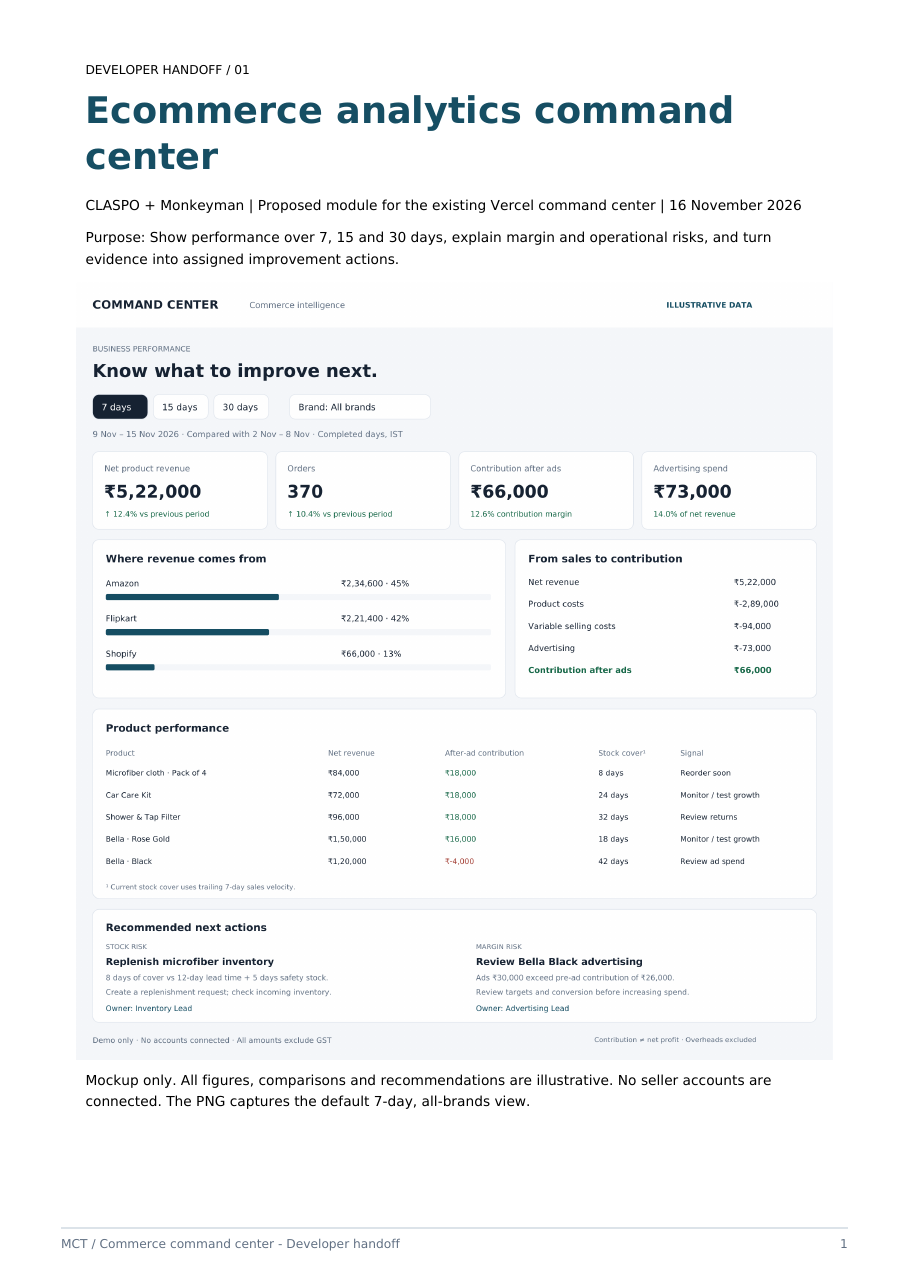 DEVELOPER HANDOFF / 01
Ecommerce analytics command
center
CLASPO + Monkeyman | Proposed module for the existing Vercel command center | 16 November 2026
Purpose: Show performance over 7, 15 and 30 days, explain margin and operational risks, and turn
evidence into assigned improvement actions.
COMMAND CENTER Commerce intelligence ILLUSTRATIVE DATA
BUSINESS PERFORMANCE
Know what to improve next.
7 days 15 days 30 days Brand: All brands
9 Nov – 15 Nov 2026 · Compared with 2 Nov – 8 Nov · Completed days, IST
Net product revenue Orders Contribution after ads Advertising spend
₹5,22,000 370 ₹66,000 ₹73,000
↑ 12.4% vs previous period ↑ 10.4% vs previous period 12.6% contribution margin 14.0% of net revenue
Where revenue comes from
Amazon ₹2,34,600 · 45%
Flipkart ₹2,21,400 · 42%
Shopify ₹66,000 · 13%
From sales to contribution
Net revenue ₹5,22,000
Product costs ₹-2,89,000
Variable selling costs ₹-94,000
Advertising ₹-73,000
Contribution after ads ₹66,000
Product performance
Product Net revenue After-ad contribution Stock cover¹ Signal
Microfiber cloth · Pack of 4 ₹84,000 ₹18,000 8 days Reorder soon
Car Care Kit ₹72,000 ₹18,000 24 days Monitor / test growth
Shower & Tap Filter ₹96,000 ₹18,000 32 days Review returns
Bella · Rose Gold ₹1,50,000 ₹16,000 18 days Monitor / test growth
Bella · Black ₹1,20,000 ₹-4,000 42 days Review ad spend
¹ Current stock cover uses trailing 7-day sales velocity.
Recommended next actions
STOCK RISK
Replenish microfiber inventory
8 days of cover vs 12-day lead time + 5 days safety stock.
Create a replenishment request; check incoming inventory.
Owner: Inventory Lead
MARGIN RISK
Review Bella Black advertising
Ads ₹30,000 exceed pre-ad contribution of ₹26,000.
Review targets and conversion before increasing spend.
Owner: Advertising Lead
Demo only · No accounts connected · All amounts exclude GST Contribution ≠ net profit · Overheads excluded
Mockup only. All figures, comparisons and recommendations are illustrative. No seller accounts are
connected. The PNG captures the default 7-day, all-brands view.
MCT / Commerce command center - Developer handoff 1